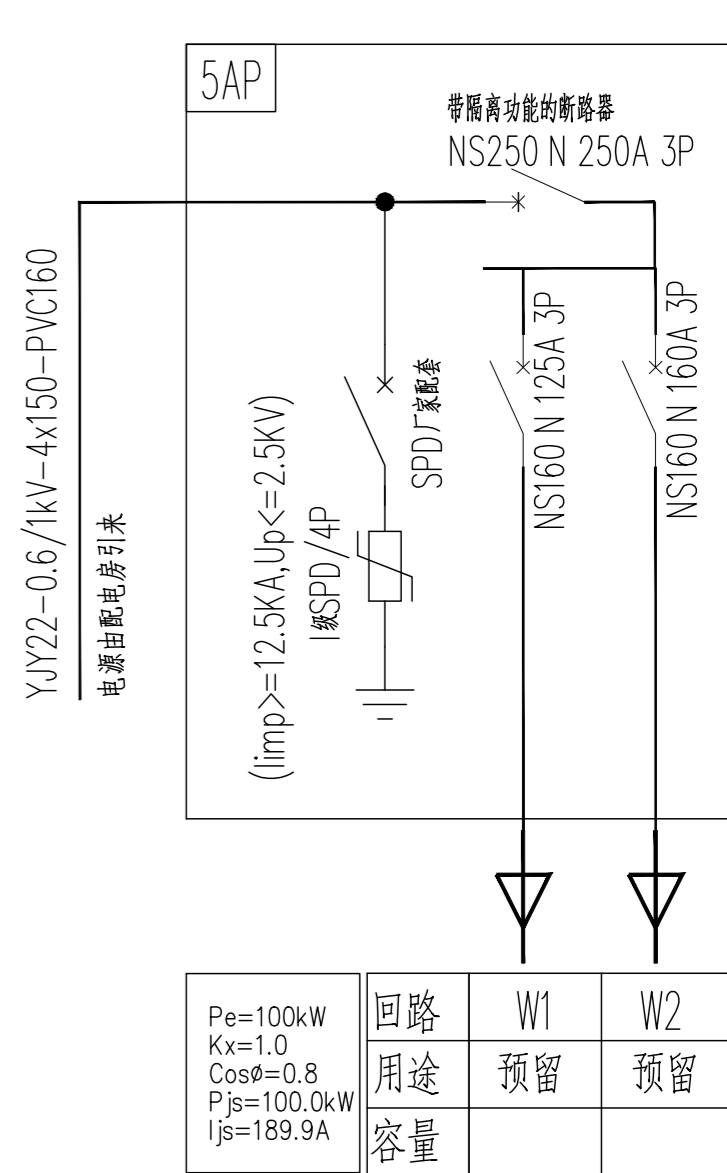 5AP
带隔离功能的断路器
NS250 N 250A 3P
YJY22-0.6/1kV-4x150-PVC160
电源由配电房引来
(Iimp>=12.5KA,Up<=2.5KV)
I级SPD/4P
SPD厂家配套
NS160 N 125A 3P
NS160 N 160A 3P
Pe=100kW
Kx=1.0
Cosø=0.8
Pjs=100.0kW
Ijs=189.9A
回路 W1 W2
用途 预留 预留
容量